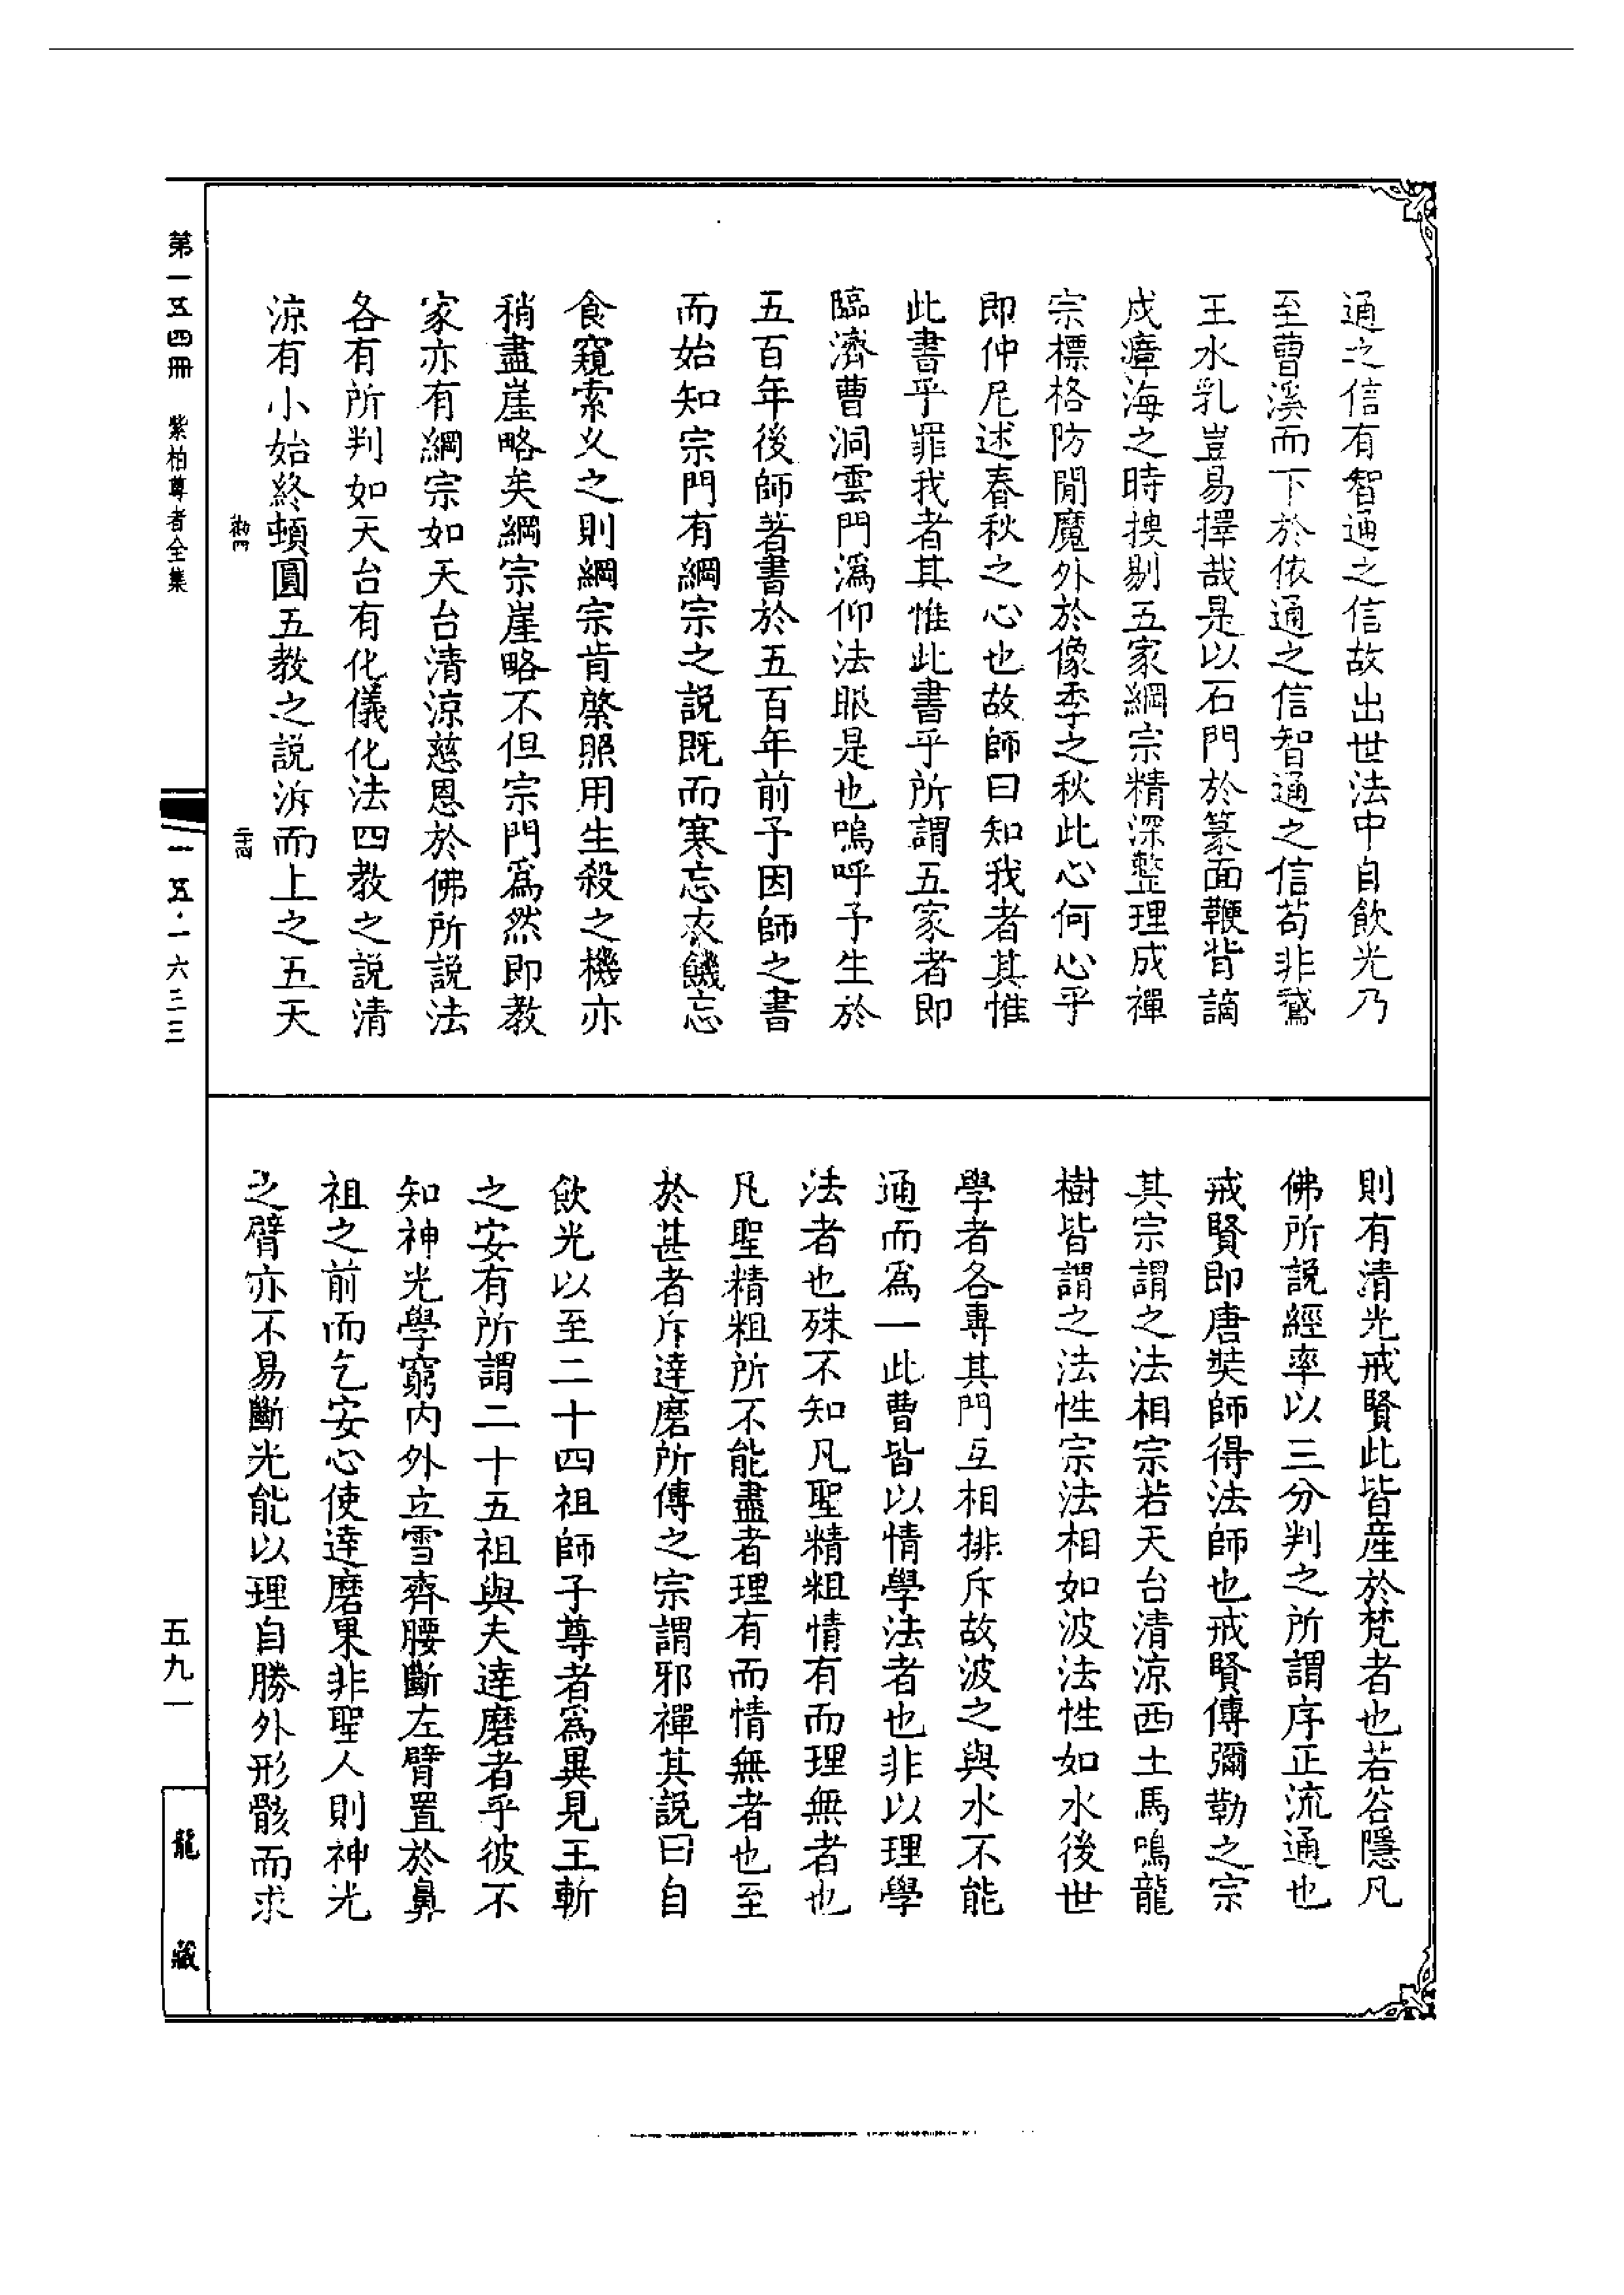 通之信有智通之信故出世法中自飲光乃
至曹溪而下於依通之信智通之信苟非鵞
王水乳豈易擇哉是以石門於篆面鞭背謫
戍瘴海之時摗剔五家綱宗精深整理成禪
宗標格防閒魔外於像季之秋此心何心乎
即仲尼述春秋之心也故師曰知我者其惟
此書乎罪我者其惟此書乎所謂五家者即
臨濟曹洞雲門溈仰法眼是也嗚呼予生於
五百年後師著書於五百年前予因師之書
而始知宗門有綱宗之說既而寒忘衣饑忘
食窺索乆之則綱宗肯綮照用生殺之機亦
稍盡崖略矣綱宗崖略不但宗門爲然即教
家亦有綱宗如天台清涼慈恩於佛所說法
各有所判如天台有化儀化法四教之說清
涼有小始終頓圓五教之說泝而上之五天
勸四
二十四
則有清光戒賢此皆產於梵者也若谷隱凡
佛所說經率以三分判之所謂序正流通也
戒賢即唐奘師得法師也戒賢傳彌勒之宗
其宗謂之法相宗若天台清涼西土馬鳴龍
樹皆謂之法性宗法相如波法性如水後世
學者各專其門互相排斥故波之與水不能
通而爲一此曹皆以情學法者也非以理學
法者也殊不知凡聖精粗情有而理無者也
凡聖精粗所不能盡者理有而情無者也至
於甚者斥達磨所傳之宗謂邪禪其說曰自
飲光以至二十四祖師子尊者爲異見王斬
之安有所謂二十五祖與夫達磨者乎彼不
知神光學窮內外立雪齊腰斷左臂置於鼻
祖之前而乞安心使達磨果非聖人則神光
之臂亦不易斷光能以理自勝外形骸而求
第一五四冊　紫柏尊者全集
一五·一六三三
五九一
龍藏